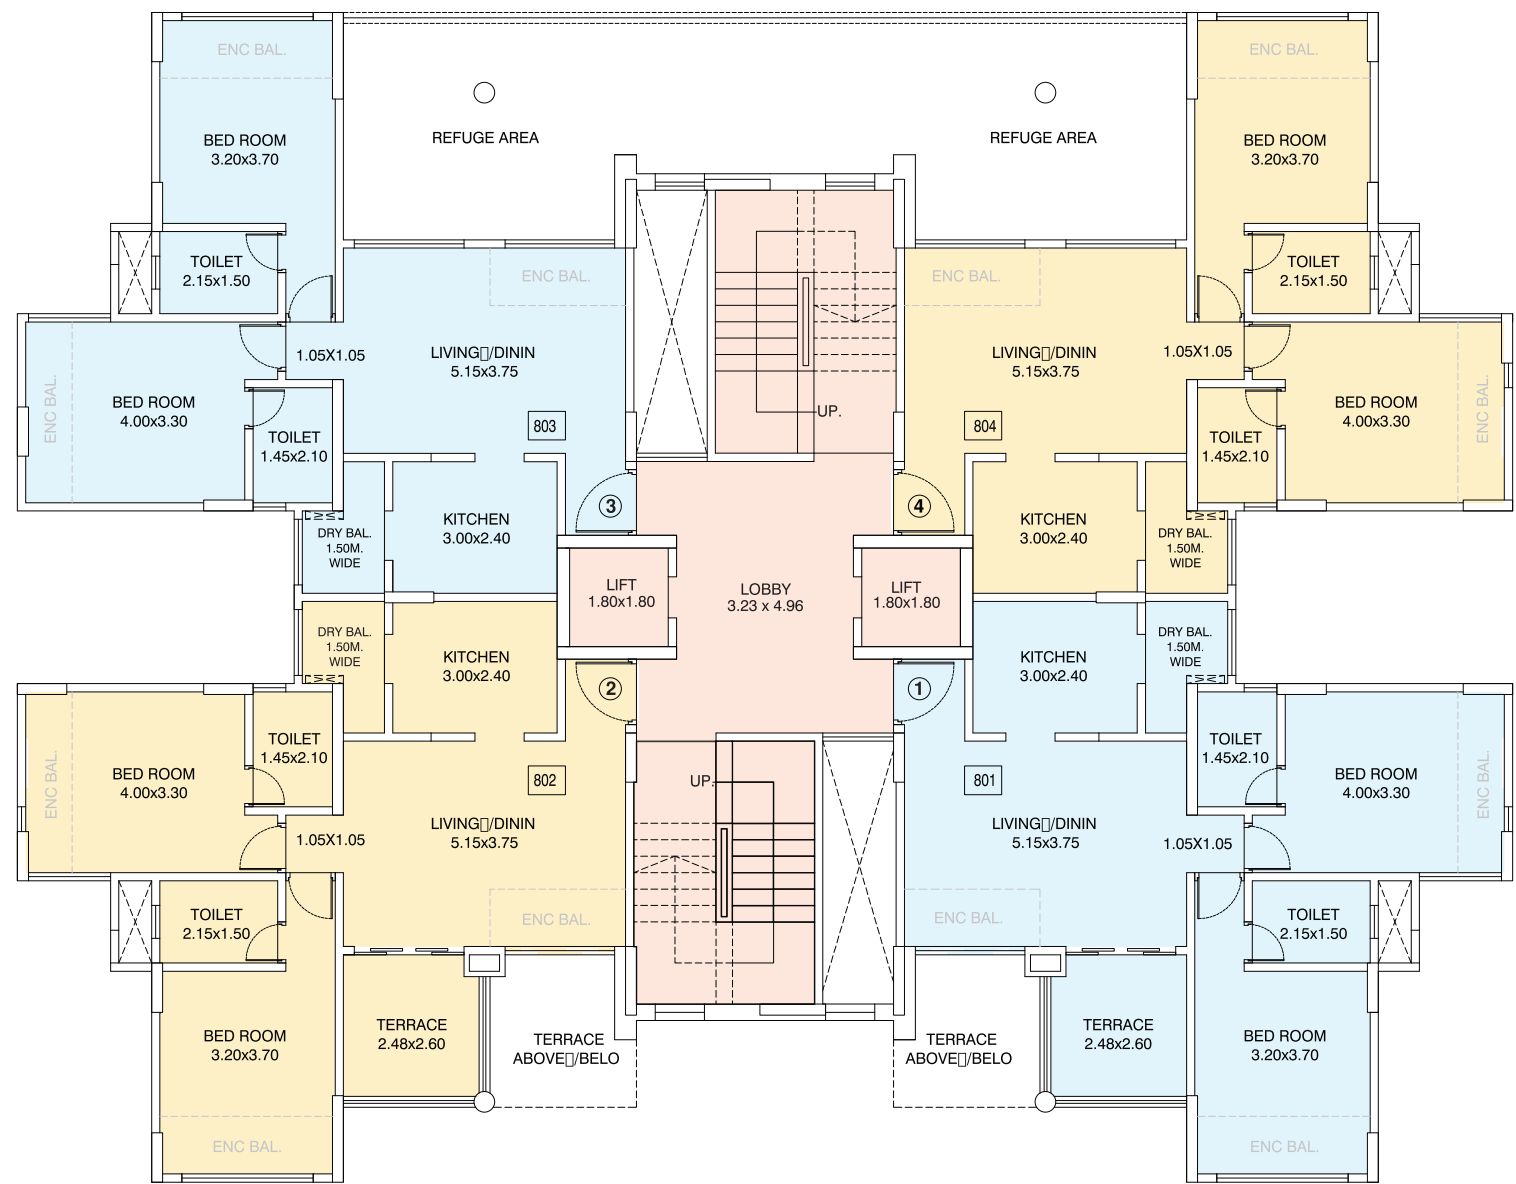 ENC BAL.
ENC BAL.
REFUGE AREA
REFUGE AREA
BED ROOM
3.20x3.70
BED ROOM
3.20x3.70
TOILET
2.15x1.50
ENC BAL.
ENC BAL.
TOILET
2.15x1.50
1.05X1.05
LIVING▯/DININ
5.15x3.75
LIVING▯/DININ
5.15x3.75
1.05X1.05
ENC BAL.
BED ROOM
4.00x3.30
UP.
BED ROOM
4.00x3.30
ENC BAL.
TOILET
1.45x2.10
803
804
TOILET
1.45x2.10
3
4
DRY BAL.
1.50M.
WIDE
KITCHEN
3.00x2.40
KITCHEN
3.00x2.40
DRY BAL.
1.50M.
WIDE
LIFT
1.80x1.80
LOBBY
3.23 x 4.96
LIFT
1.80x1.80
DRY BAL.
1.50M.
WIDE
KITCHEN
3.00x2.40
KITCHEN
3.00x2.40
DRY BAL.
1.50M.
WIDE
2
1
ENC BAL.
BED ROOM
4.00x3.30
TOILET
1.45x2.10
802
UP.
801
TOILET
1.45x2.10
BED ROOM
4.00x3.30
ENC BAL.
1.05X1.05
LIVING▯/DININ
5.15x3.75
LIVING▯/DININ
5.15x3.75
1.05X1.05
TOILET
2.15x1.50
ENC BAL.
ENC BAL.
TOILET
2.15x1.50
BED ROOM
3.20x3.70
TERRACE
2.48x2.60
TERRACE
ABOVE▯/BELO
TERRACE
ABOVE▯/BELO
TERRACE
2.48x2.60
BED ROOM
3.20x3.70
ENC BAL.
ENC BAL.